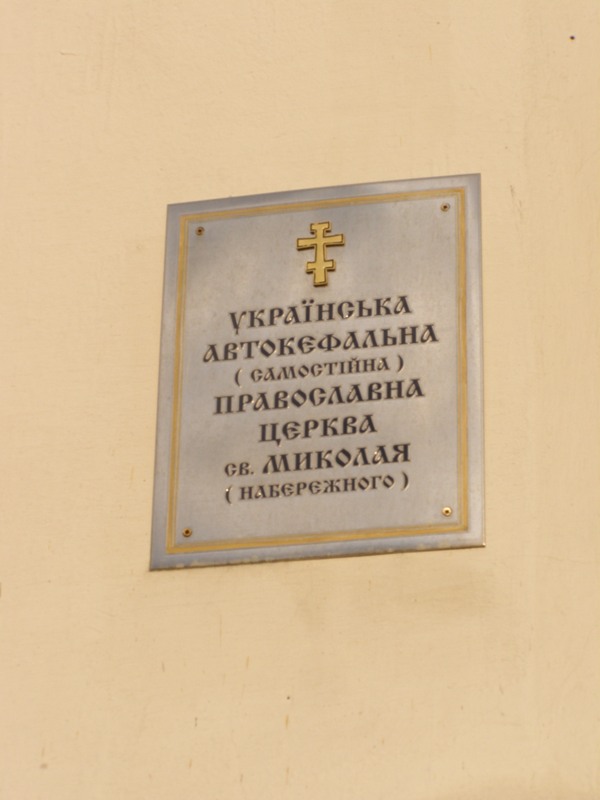 УКРАЇНСЬКА
АВТОКЕФАЛЬНА
( САМОСТІЙНА )
ПРАВОСЛАВНА
ЦЕРКВА
СВ. МИКОЛАЯ
( НАБЕРЕЖНОГО )